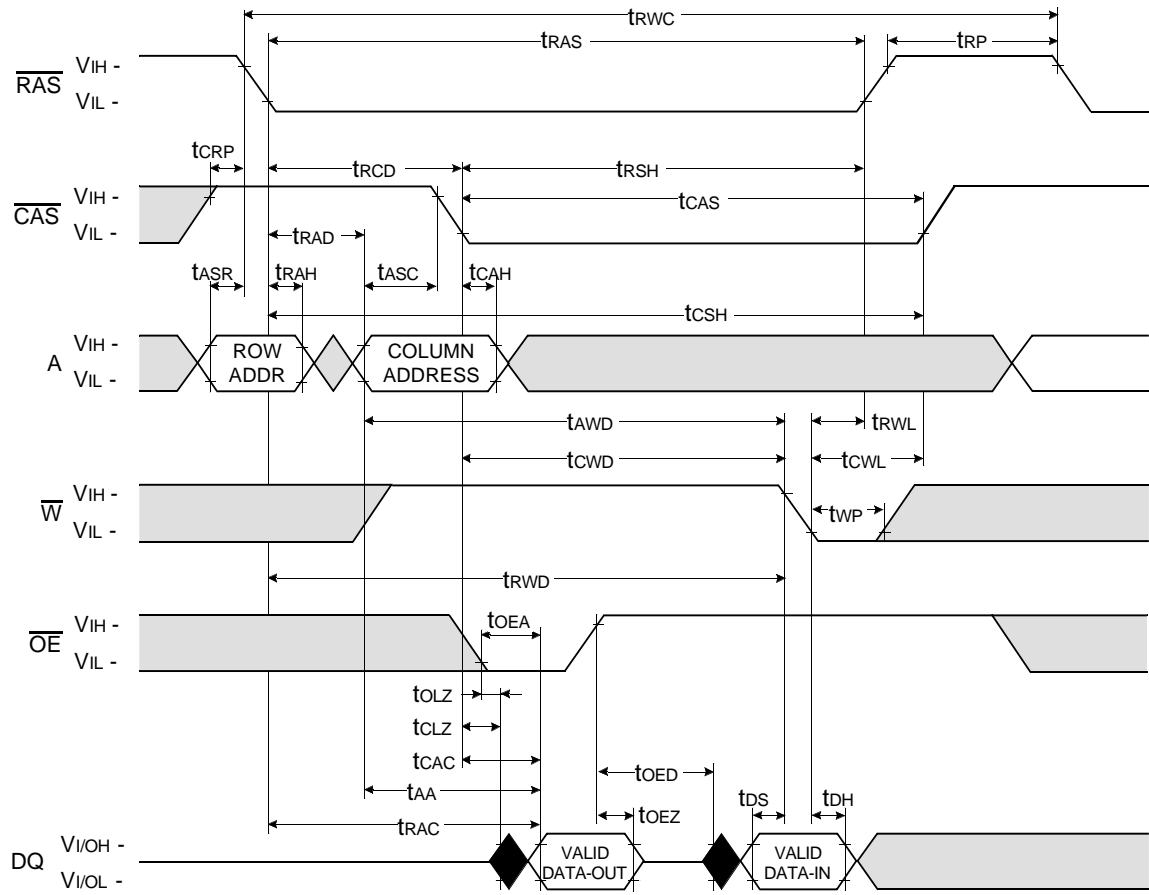 tRWC
tRAS
tRP
RAS
VIH -
VIL -
tCRP
tRCD
tRSH
CAS
VIH -
VIL -
tCAS
tRAD
tASR
tRAH
tASC
tCAH
tCSH
A
VIH -
VIL -
ROW
ADDR
COLUMN
ADDRESS
tAWD
tRWL
tCWD
tCWL
W
VIH -
VIL -
tWP
tRWD
OE
VIH -
VIL -
tOEA
tOLZ
tCLZ
tCAC
tOED
tAA
tDS
tDH
tOEZ
tRAC
DQ
VI/OH -
VI/OL -
VALID
DATA-OUT
VALID
DATA-IN